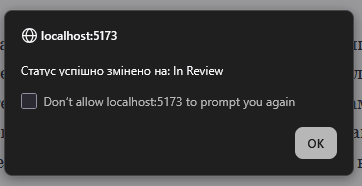 localhost:5173
Статус успішно змінено на: In Review
Don't allow localhost:5173 to prompt you again
OK